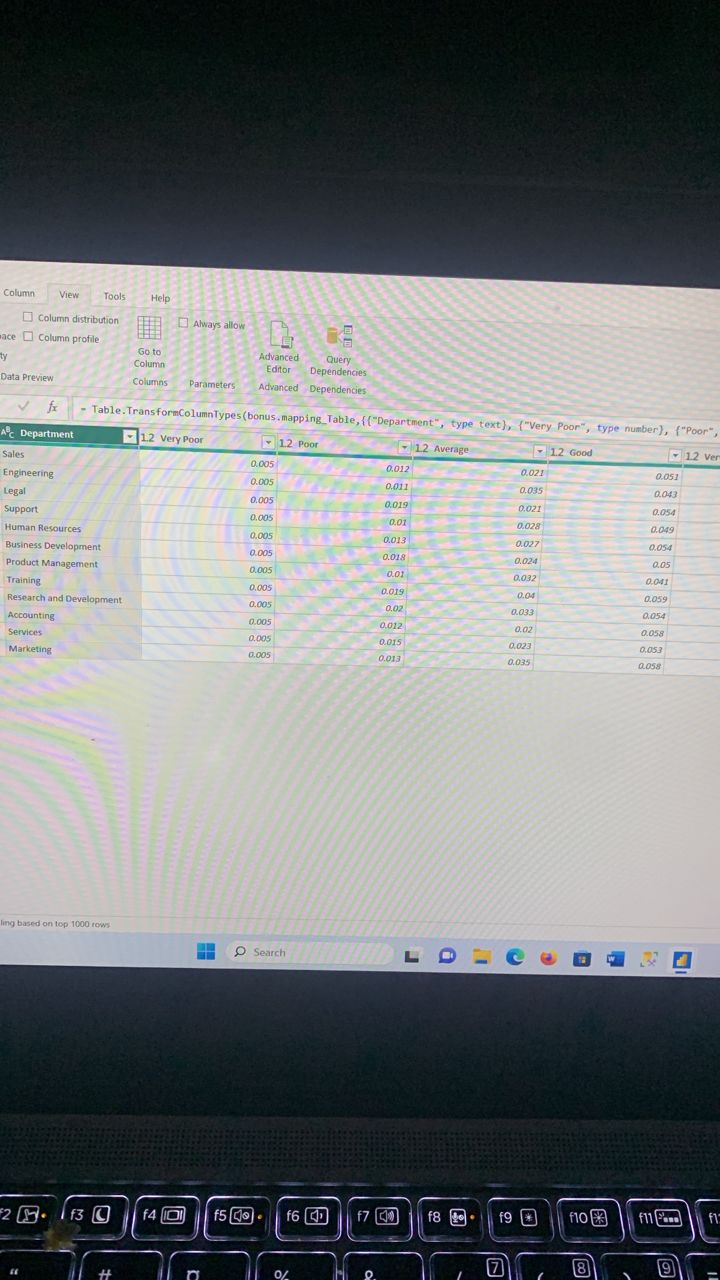 Column View Tools Help
Column distribution Always allow
Column profile
Go to Column Advanced Editor Query Dependencies
Data Preview Columns Parameters Advanced Dependencies
fx = Table.TransformColumnTypes(bonus.mapping_Table,{{"Department", type text}, {"Very Poor", type number}, {"Poor",
ABC Department 1.2 Very Poor 1.2 Poor 1.2 Average 1.2 Good 1.2 Ver
Sales 0.005 0.012 0.021 0.051
Engineering 0.005 0.011 0.035 0.043
Legal 0.005 0.019 0.021 0.054
Support 0.005 0.01 0.028 0.049
Human Resources 0.005 0.013 0.027 0.054
Business Development 0.005 0.018 0.024 0.05
Product Management 0.005 0.01 0.032 0.041
Training 0.005 0.019 0.04 0.059
Research and Development 0.005 0.02 0.033 0.054
Accounting 0.005 0.012 0.02 0.058
Services 0.005 0.015 0.023 0.053
Marketing 0.005 0.013 0.035 0.058
ling based on top 1000 rows
Search
f2 f3 f4 f5 f6 f7 f8 f9 f10 f11
# % & 7 8 9